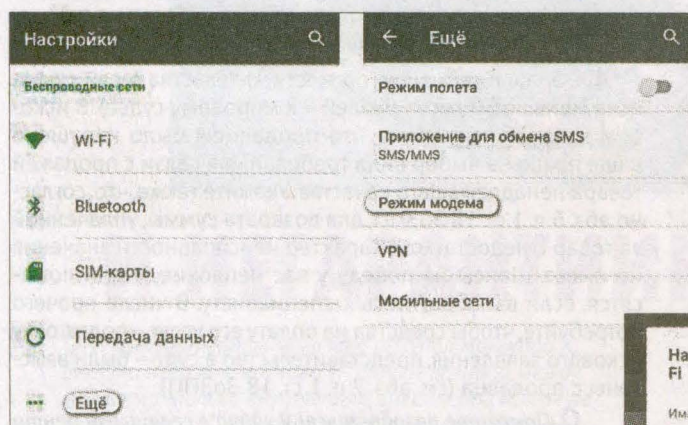 Настройки
Беспроводные сети
Wi-Fi
Bluetooth
SIM-карты
Передача данных
Ещё
Ещё
Режим полета
Приложение для обмена SMS
SMS/MMS
Режим модема
VPN
Мобильные сети
На
Fi
Им